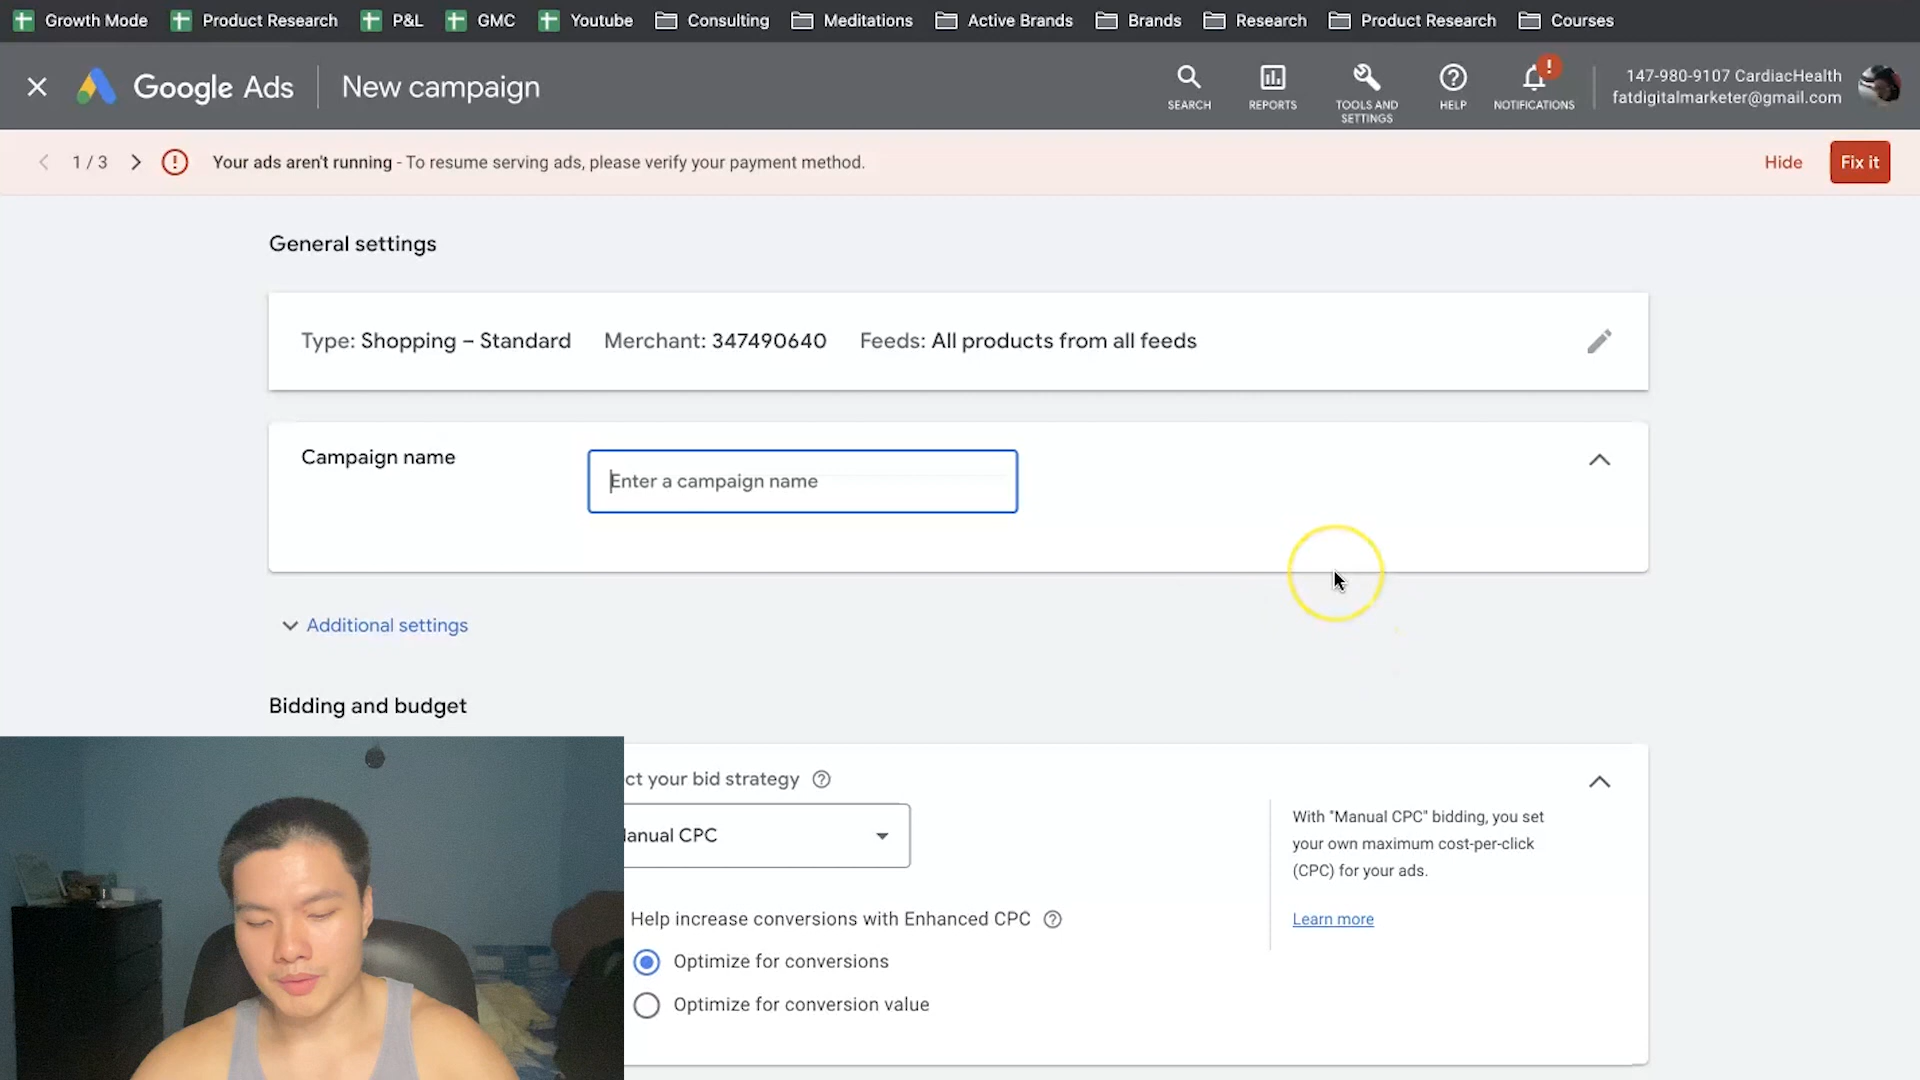 Growth Mode Product Research P&L GMC Youtube Consulting Meditations Active Brands Brands Research Product Research Courses
Google Ads New campaign
SEARCH
REPORTS
TOOLS AND
SETTINGS
HELP
!
NOTIFICATIONS
147-980-9107 CardiacHealth
fatdigitalmarketer@gmail.com
1 / 3 Your ads aren't running - To resume serving ads, please verify your payment method. Hide Fix it
General settings
Type: Shopping – Standard Merchant: 347490640 Feeds: All products from all feeds
Campaign name
Enter a campaign name
Additional settings
Bidding and budget
ct your bid strategy
anual CPC
Help increase conversions with Enhanced CPC
Optimize for conversions
Optimize for conversion value
With "Manual CPC" bidding, you set
your own maximum cost-per-click
(CPC) for your ads.
Learn more